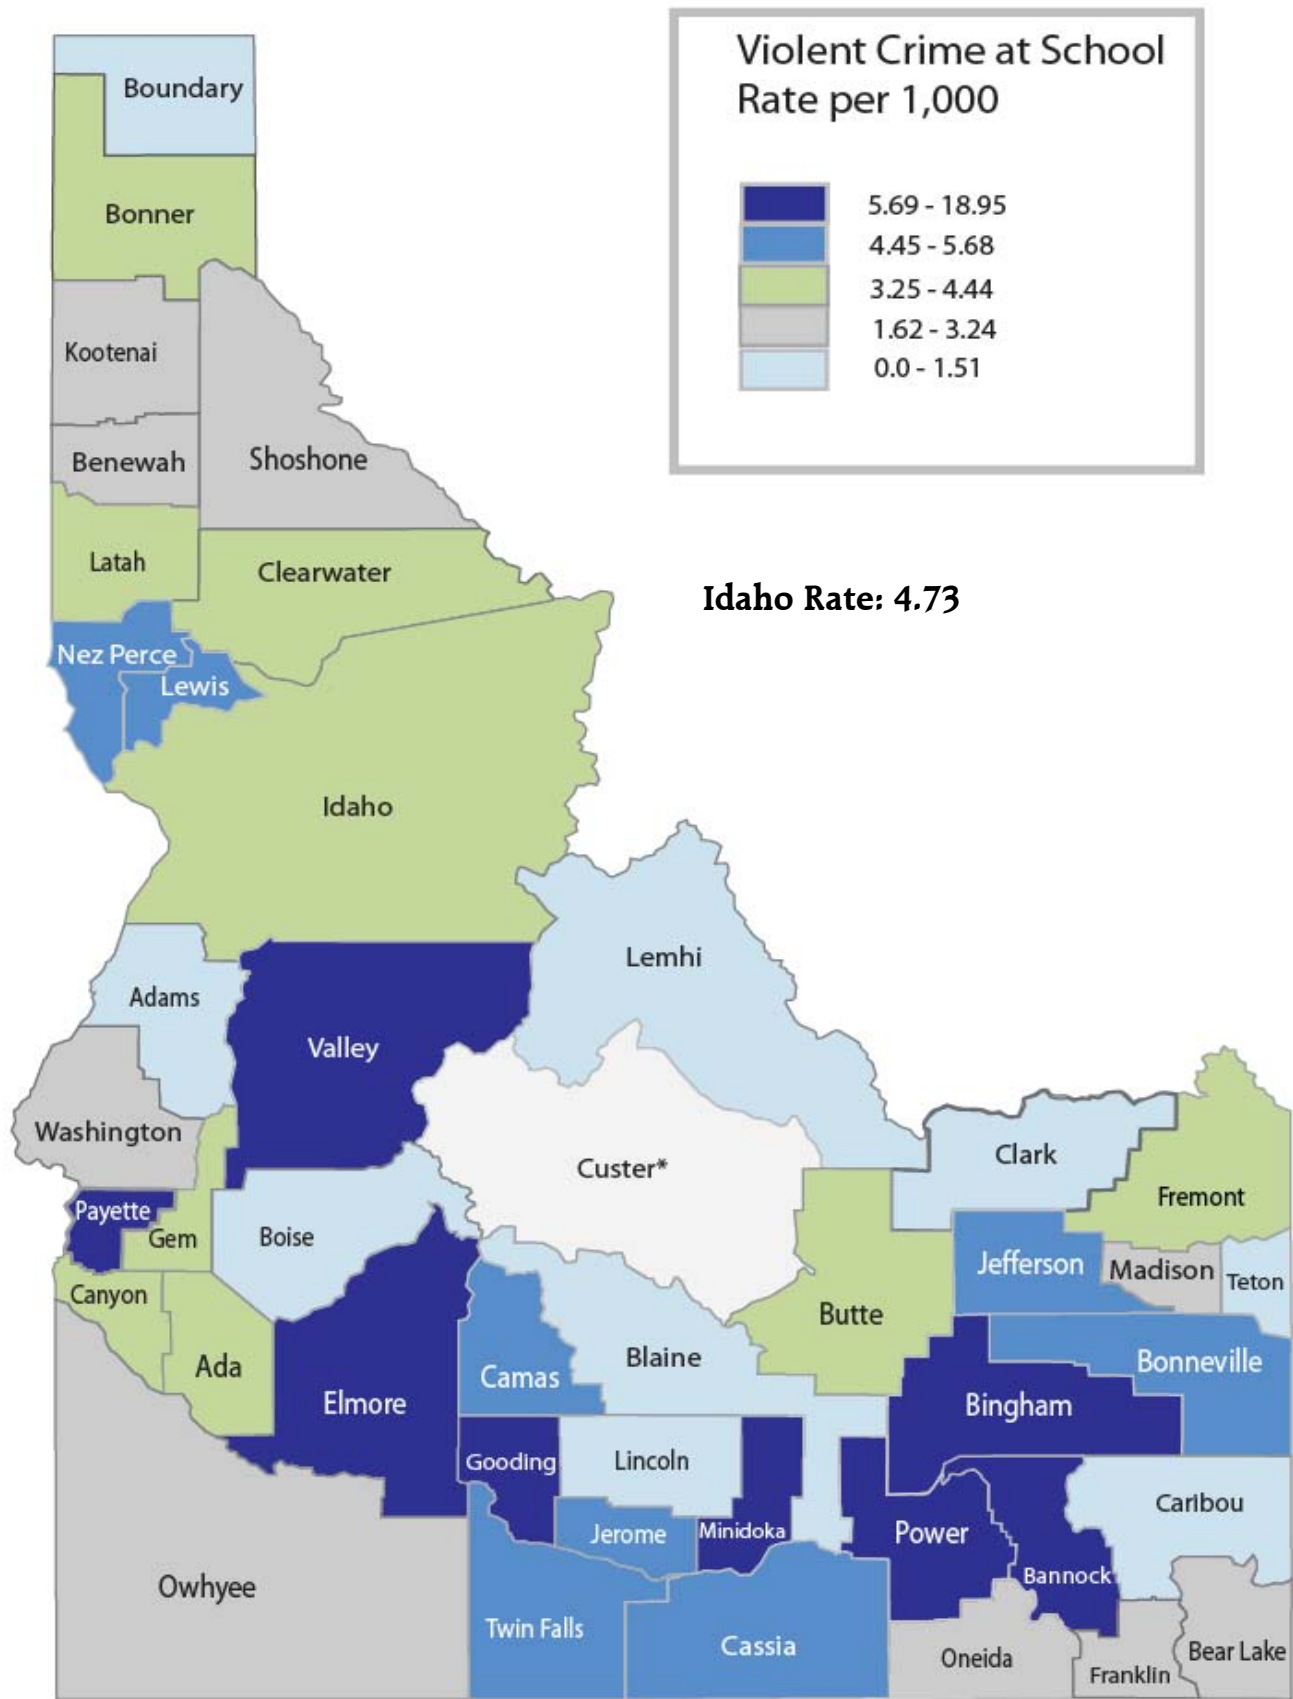 Violent Crime at School
Rate per 1,000
5.69 - 18.95
4.45 - 5.68
3.25 - 4.44
1.62 - 3.24
0.0 - 1.51
Idaho Rate: 4.73
Boundary
Bonner
Kootenai
Benewah
Shoshone
Latah
Clearwater
Nez Perce
Lewis
Idaho
Lemhi
Adams
Valley
Washington
Custer*
Clark
Fremont
Payette
Gem
Boise
Jefferson
Madison
Teton
Canyon
Butte
Ada
Blaine
Camas
Bonneville
Elmore
Bingham
Gooding
Lincoln
Caribou
Jerome
Minidoka
Power
Bannock
Owhyee
Twin Falls
Cassia
Oneida
Franklin
Bear Lake